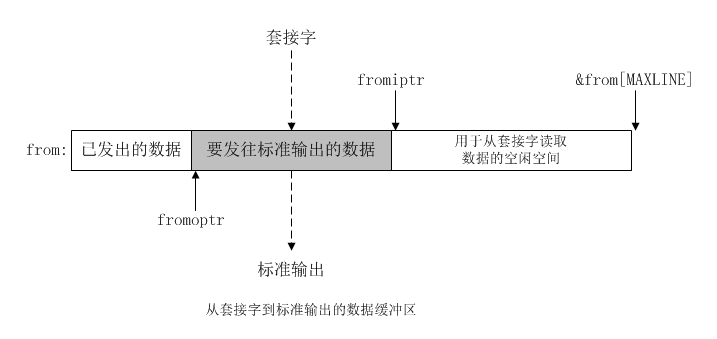 套接字
fromiptr
&from[MAXLINE]
from:
已发出的数据
要发往标准输出的数据
用于从套接字读取
数据的空闲空间
fromoptr
标准输出
从套接字到标准输出的数据缓冲区